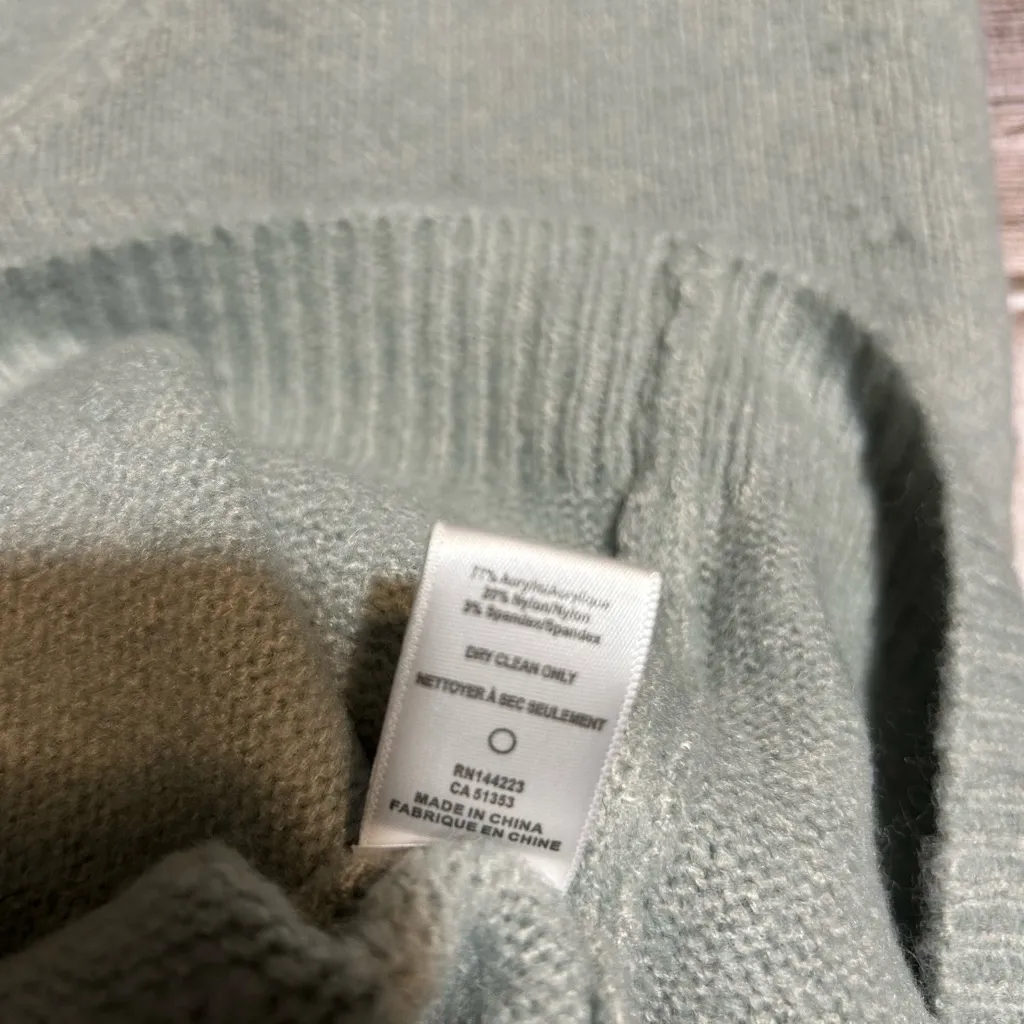 77% Acrylic/Acrylique
20% Nylon/Nylon
3% Spandex/Spandex
DRY CLEAN ONLY
NETTOYER À SEC SEULEMENT
RN144223
CA 51353
MADE IN CHINA
FABRIQUE EN CHINE